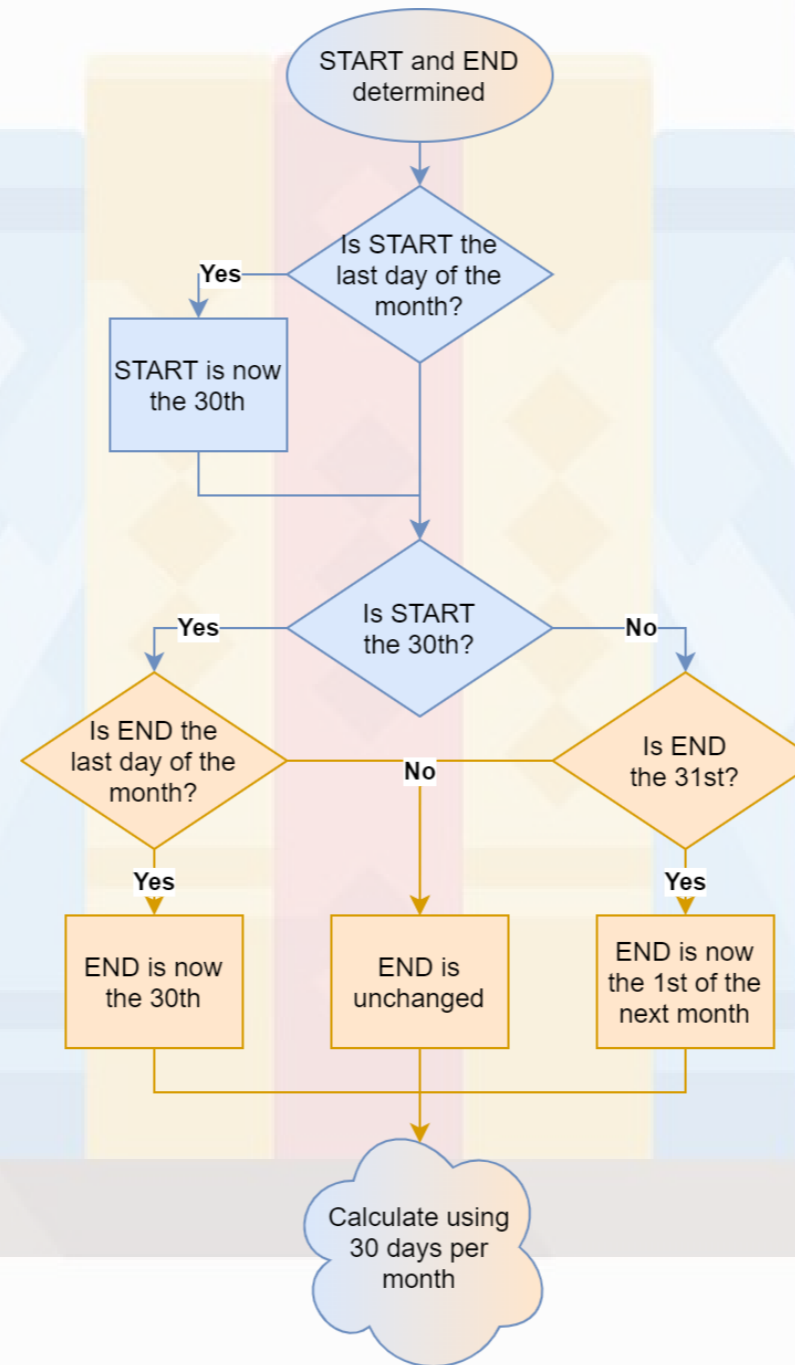 START and END
determined
Is START the
last day of the
month?
Yes
START is now
the 30th
Is START
the 30th?
Yes
No
Is END the
last day of the
month?
No
Is END
the 31st?
Yes
Yes
END is now
the 30th
END is
unchanged
END is now
the 1st of the
next month
Calculate using
30 days per
month